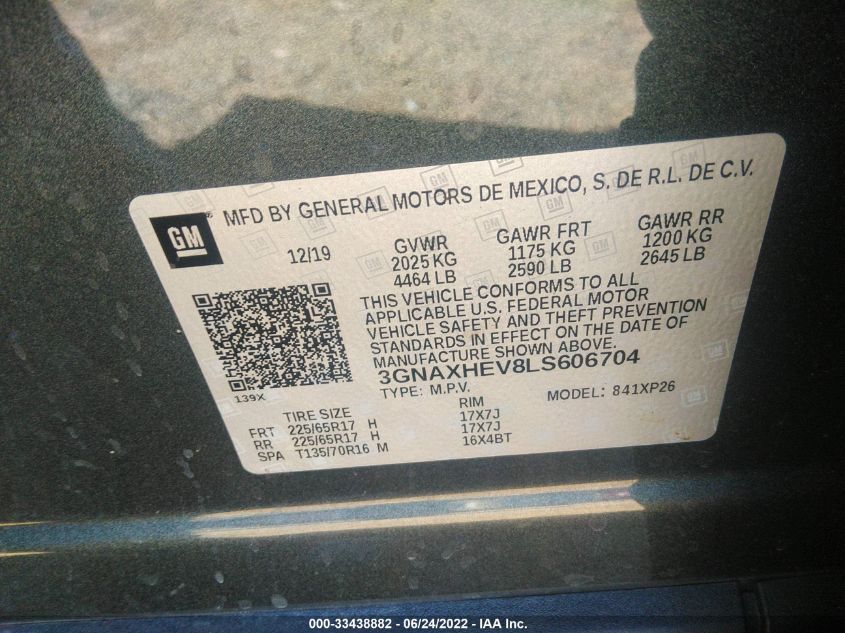 GM® MFD BY GENERAL MOTORS DE MEXICO, S. DE R.L. DE C.V.
12/19 GVWR GAWR FRT GAWR RR
2025 KG 1175 KG 1200 KG
4464 LB 2590 LB 2645 LB
THIS VEHICLE CONFORMS TO ALL
APPLICABLE U.S. FEDERAL MOTOR
VEHICLE SAFETY AND THEFT PREVENTION
STANDARDS IN EFFECT ON THE DATE OF
MANUFACTURE SHOWN ABOVE.
3GNAXHEV8LS606704
139X TYPE: M.P.V. MODEL: 841XP26
TIRE SIZE RIM
FRT 225/65R17 H 17X7J
RR 225/65R17 H 17X7J
SPA T135/70R16 M 16X4BT
000-33438882 - 06/24/2022 - IAA Inc.